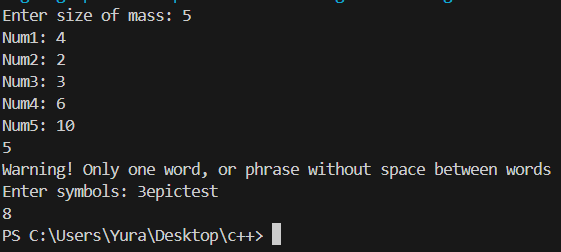 Enter size of mass: 5
Num1: 4
Num2: 2
Num3: 3
Num4: 6
Num5: 10
5
Warning! Only one word, or phrase without space between words
Enter symbols: 3epictest
8
PS C:\Users\Yura\Desktop\c++>